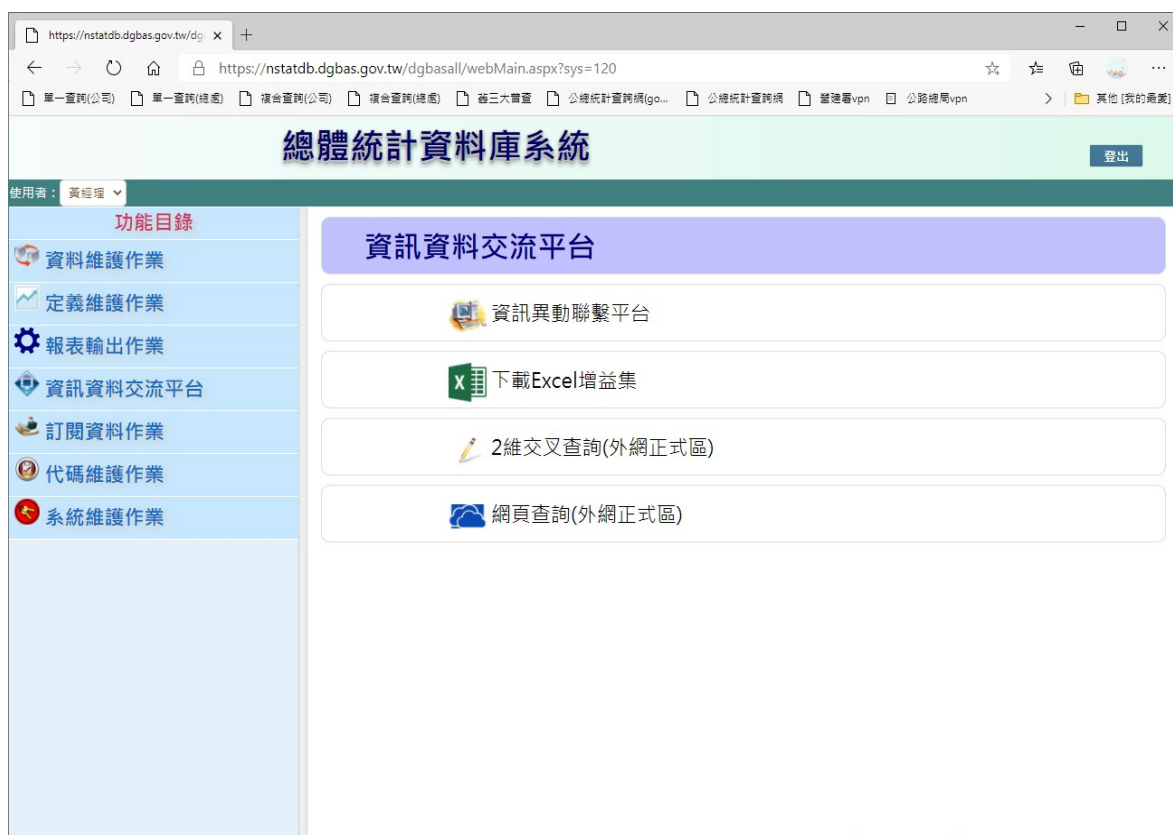 https://nstatdb.dgbas.gov.tw/dg
https://nstatdb.dgbas.gov.tw/dgbasall/webMain.aspx?sys=120
單一查詢(公司) 單一查詢(總處) 複合查詢(公司) 複合查詢(總處) 舊三大普查 公總統計查詢網(go... 公總統計查詢網 營建署vpn 公路總局vpn 其他 [我的最愛]
總體統計資料庫系統
登出
使用者： 黃經理
功能目錄
資料維護作業
定義維護作業
報表輸出作業
資訊資料交流平台
訂閱資料作業
代碼維護作業
系統維護作業
資訊資料交流平台
資訊異動聯繫平台
下載Excel增益集
2維交叉查詢(外網正式區)
網頁查詢(外網正式區)